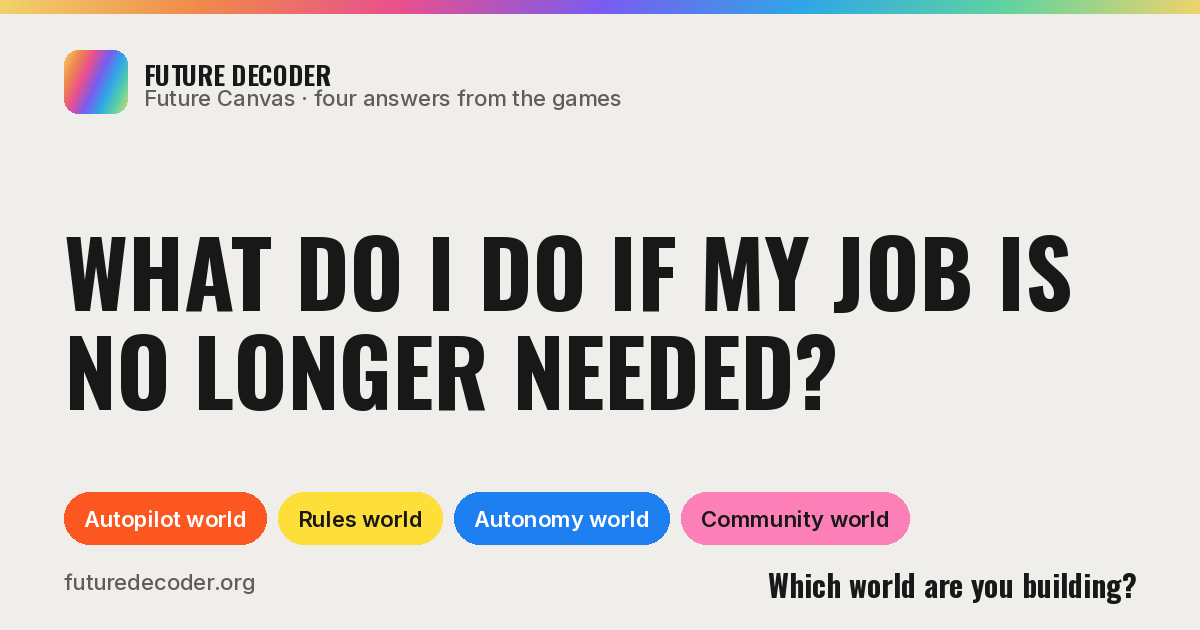 FUTURE DECODER
Future Canvas · four answers from the games
WHAT DO I DO IF MY JOB IS
NO LONGER NEEDED?
Autopilot world
Rules world
Autonomy world
Community world
futuredecoder.org
Which world are you building?